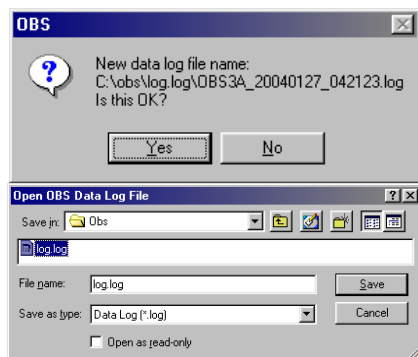 OBS
New data log file name:
C:\obs\log.log\OBS3A_20040127_042123.log
Is this OK?
Yes No
Open OBS Data Log File
Save in: Obs
log.log
File name: log.log Save
Save as type: Data Log (*.log) Cancel
Open as read-only